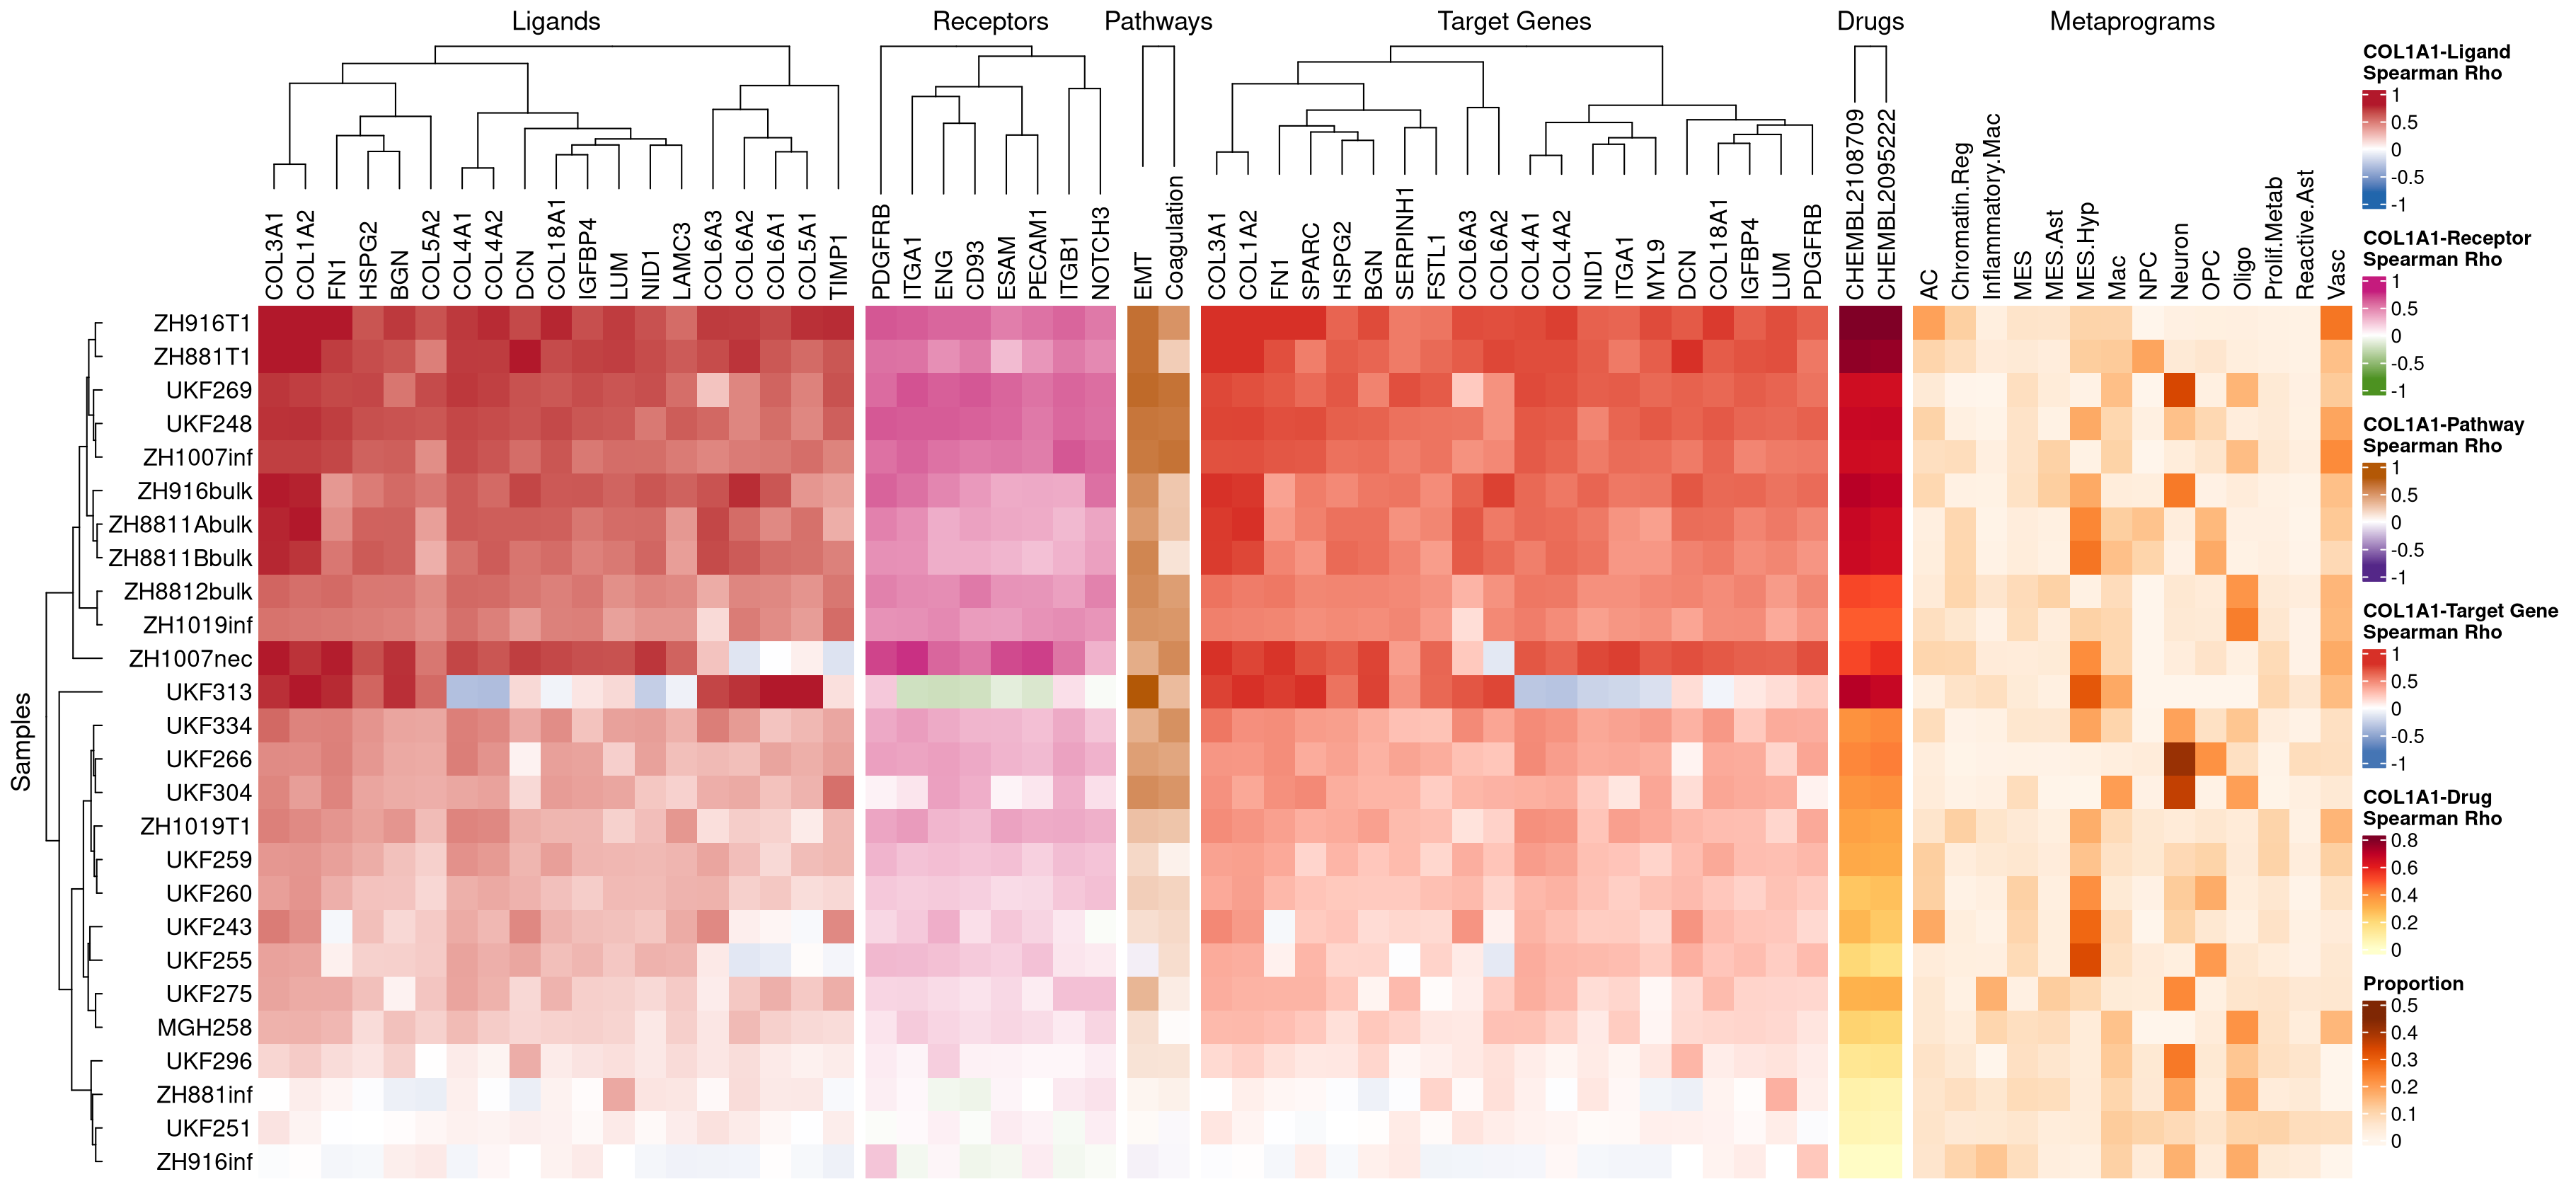 Ligands
Receptors
Pathways
Target Genes
Drugs
Metaprograms
COL3A1
COL1A2
FN1
HSPG2
BGN
COL5A2
COL4A1
COL4A2
DCN
COL18A1
IGFBP4
LUM
NID1
LAMC3
COL6A3
COL6A2
COL6A1
COL5A1
TIMP1
PDGFRB
ITGA1
ENG
CD93
ESAM
PECAM1
ITGB1
NOTCH3
EMT
Coagulation
COL3A1
COL1A2
FN1
SPARC
HSPG2
BGN
SERPINH1
FSTL1
COL6A3
COL6A2
COL4A1
COL4A2
NID1
ITGA1
MYL9
DCN
COL18A1
IGFBP4
LUM
PDGFRB
CHEMBL2108709
CHEMBL2095222
AC
Chromatin.Reg
Inflammatory.Mac
MES
MES.Ast
MES.Hyp
Mac
NPC
Neuron
OPC
Oligo
Prolif.Metab
Reactive.Ast
Vasc
Samples
ZH916T1
ZH881T1
UKF269
UKF248
ZH1007inf
ZH916bulk
ZH8811Abulk
ZH8811Bbulk
ZH8812bulk
ZH1019inf
ZH1007nec
UKF313
UKF334
UKF266
UKF304
ZH1019T1
UKF259
UKF260
UKF243
UKF255
UKF275
MGH258
UKF296
ZH881inf
UKF251
ZH916inf
COL1A1-Ligand
Spearman Rho
1
0.5
0
-0.5
-1
COL1A1-Receptor
Spearman Rho
1
0.5
0
-0.5
-1
COL1A1-Pathway
Spearman Rho
1
0.5
0
-0.5
-1
COL1A1-Target Gene
Spearman Rho
1
0.5
0
-0.5
-1
COL1A1-Drug
Spearman Rho
0.8
0.6
0.4
0.2
0
Proportion
0.5
0.4
0.3
0.2
0.1
0